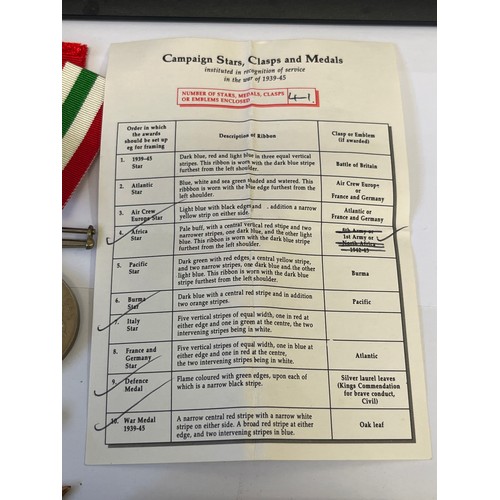 Campaign Stars, Clasps and Medals
instituted in recognition of service
in the war of 1939-45
NUMBER OF STARS, MEDALS, CLASPS
OR EMBLEMS ENCLOSED
Order in which
the awards
should be set up
eg for framing
Description of Ribbon
Clasp or Emblem
(if awarded)
1. 1939-45
Star
Dark blue, red and light blue in three equal vertical
stripes. This ribbon is worn with the dark blue stripe
furthest from the left shoulder.
Battle of Britain
2. Atlantic
Star
Blue, white and sea green shaded and watered. This
ribbon is worn with the blue edge furthest from the
left shoulder.
Air Crew Europe
or
France and Germany
3. Air Crew
Europe Star
Light blue with black edges and addition a narrow
yellow strip on either side.
Atlantic or
France and Germany
4. Africa
Star
Pale buff, with a central vertical red stripe and two
narrower stripes, one dark blue, and the other light
blue. This ribbon is worn with the dark blue stripe
furthest from the left shoulder.
8th Army or
1st Army or
North Africa
1942-43
5. Pacific
Star
Dark green with red edges, a central yellow stripe,
and two narrow stripes, one dark blue and the other
light blue. This ribbon is worn with the dark blue
stripe furthest from the left shoulder.
Burma
6. Burma
Star
Dark blue with a central red stripe and in addition
two orange stripes.
Pacific
7. Italy
Star
Five vertical stripes of equal width, one in red at
either edge and one in green at the centre, the two
intervening stripes being in white.
8. France and
Germany
Star
Five vertical stripes of equal width, one in blue at
either edge and one in red at the centre,
the two intervening stripes being in white.
Atlantic
9. Defence
Medal
Flame coloured with green edges, upon each of
which is a narrow black stripe.
Silver laurel leaves
(Kings Commendation
for brave conduct,
Civil)
10. War Medal
1939-45
A narrow central red stripe with a narrow white
stripe on either side. A broad red stripe at either
edge, and two intervening stripes in blue.
Oak leaf